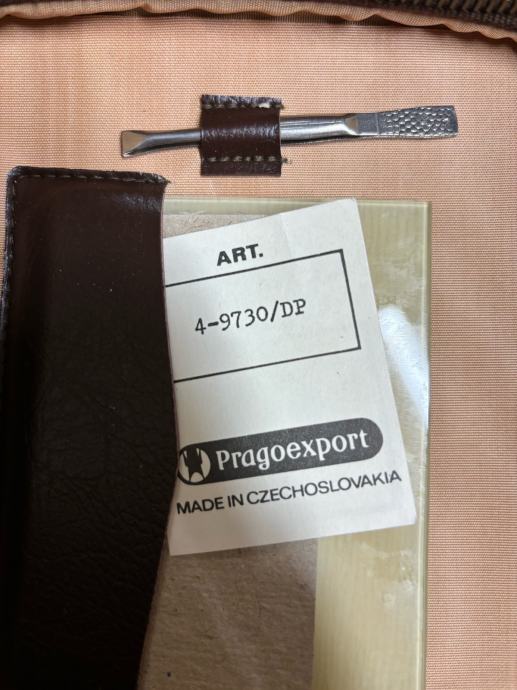 ART.
4-9730/DP
Pragoexport
MADE IN CZECHOSLOVAKIA